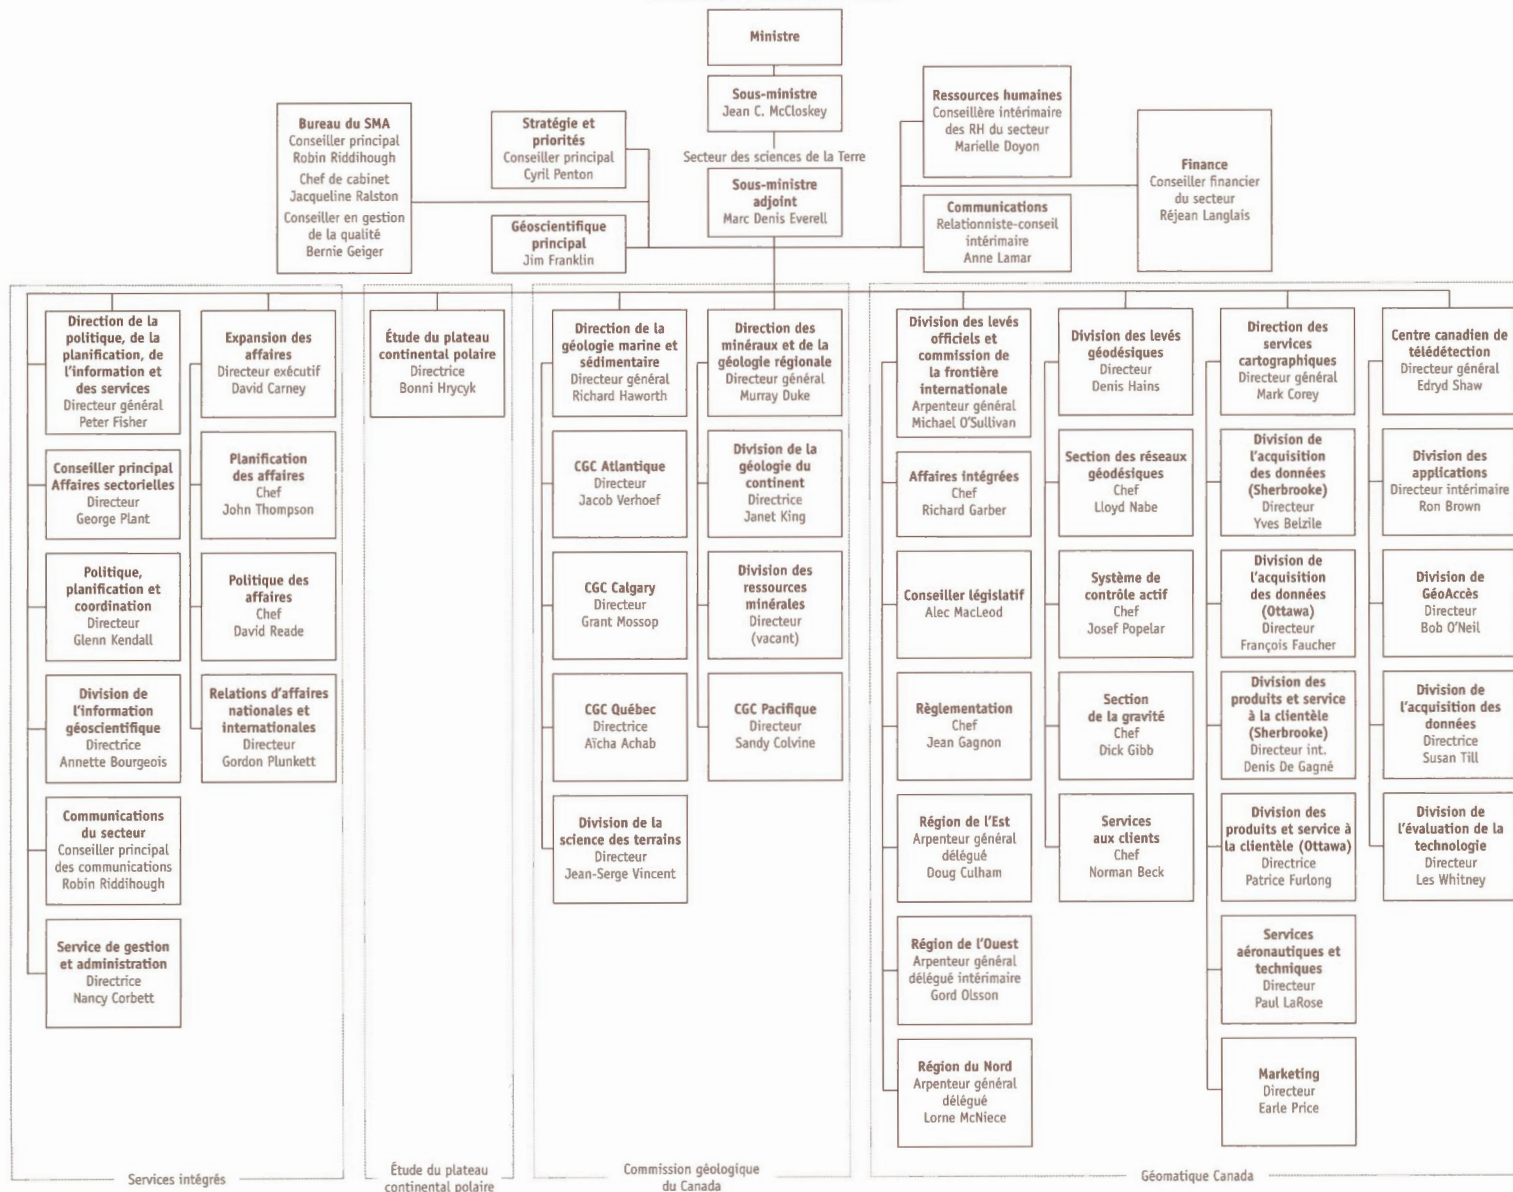 Ministre
Sous-ministre
Jean C. McCloskey
Secteur des sciences de la Terre
Sous-ministre
adjoint
Marc Denis Everell
Bureau du SMA
Conseiller principal
Robin Riddihough
Chef de cabinet
Jacqueline Ralston
Conseiller en gestion
de la qualité
Bernie Geiger
Stratégie et
priorités
Conseiller principal
Cyril Penton
Géoscientifique
principal
Jim Franklin
Ressources humaines
Conseillère intérimaire
des RH du secteur
Marielle Doyon
Communications
Relationniste-conseil
intérimaire
Anne Lamar
Finance
Conseiller financier
du secteur
Réjean Langlais
Direction de la
politique, de la
planification, de
l'information et
des services
Directeur général
Peter Fisher
Conseiller principal
Affaires sectorielles
Directeur
George Plant
Politique,
planification et
coordination
Directeur
Glenn Kendall
Division de
l'information
géoscientifique
Directrice
Annette Bourgeois
Communications
du secteur
Conseiller principal
des communications
Robin Riddihough
Service de gestion
et administration
Directrice
Nancy Corbett
Expansion des
affaires
Directeur exécutif
David Carney
Planification
des affaires
Chef
John Thompson
Politique des
affaires
Chef
David Reade
Relations d'affaires
nationales et
internationales
Directeur
Gordon Plunkett
Services intégrés
Étude du plateau
continental polaire
Directrice
Bonni Hrycyk
Étude du plateau
continental polaire
Direction de la
géologie marine et
sédimentaire
Directeur général
Richard Haworth
CGC Atlantique
Directeur
Jacob Verhoef
CGC Calgary
Directeur
Grant Mossop
CGC Québec
Directrice
Aïcha Achab
Division de la
science des terrains
Directeur
Jean-Serge Vincent
Direction des
minéraux et de la
géologie régionale
Directeur général
Murray Duke
Division de la
géologie du
continent
Directrice
Janet King
Division des
ressources
minérales
Directeur
(vacant)
CGC Pacifique
Directeur
Sandy Colvine
Commission géologique
du Canada
Division des levés
officiels et
commission de
la frontière
internationale
Arpenteur général
Michael O'Sullivan
Affaires intégrées
Chef
Richard Garber
Conseiller législatif
Alec MacLeod
Règlementation
Chef
Jean Gagnon
Région de l'Est
Arpenteur général
délégué
Doug Culham
Région de l'Ouest
Arpenteur général
délégué intérimaire
Gord Olsson
Région du Nord
Arpenteur général
délégué
Lorne McNiece
Division des levés
géodésiques
Directeur
Denis Hains
Section des réseaux
géodésiques
Chef
Lloyd Nabe
Système de
contrôle actif
Chef
Josef Popelar
Section
de la gravité
Chef
Dick Gibb
Services
aux clients
Chef
Norman Beck
Direction des
services
cartographiques
Directeur général
Mark Corey
Division de
l'acquisition
des données
(Sherbrooke)
Directeur
Yves Belzile
Division de
l'acquisition
des données
(Ottawa)
Directeur
François Faucher
Division des
produits et service
à la clientèle
(Sherbrooke)
Directeur int.
Denis De Gagné
Division des
produits et service à
la clientèle (Ottawa)
Directrice
Patrice Furlong
Services
aéronautiques et
techniques
Directeur
Paul LaRose
Marketing
Directeur
Earle Price
Centre canadien de
télédétection
Directeur général
Edryd Shaw
Division des
applications
Directeur intérimaire
Ron Brown
Division de
GéoAccès
Directeur
Bob O'Neil
Division de
l'acquisition des
données
Directrice
Susan Till
Division de
l'évaluation de la
technologie
Directeur
Les Whitney
Géomatique Canada